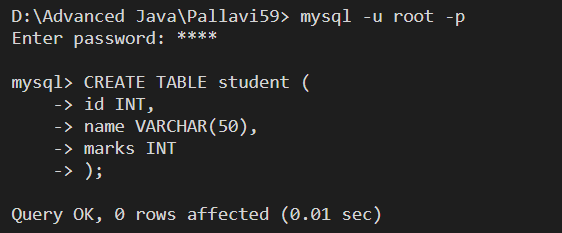 D:\Advanced Java\Pallavi59> mysql -u root -p
Enter password: ****
mysql> CREATE TABLE student (
    -> id INT,
    -> name VARCHAR(50),
    -> marks INT
    -> );
Query OK, 0 rows affected (0.01 sec)